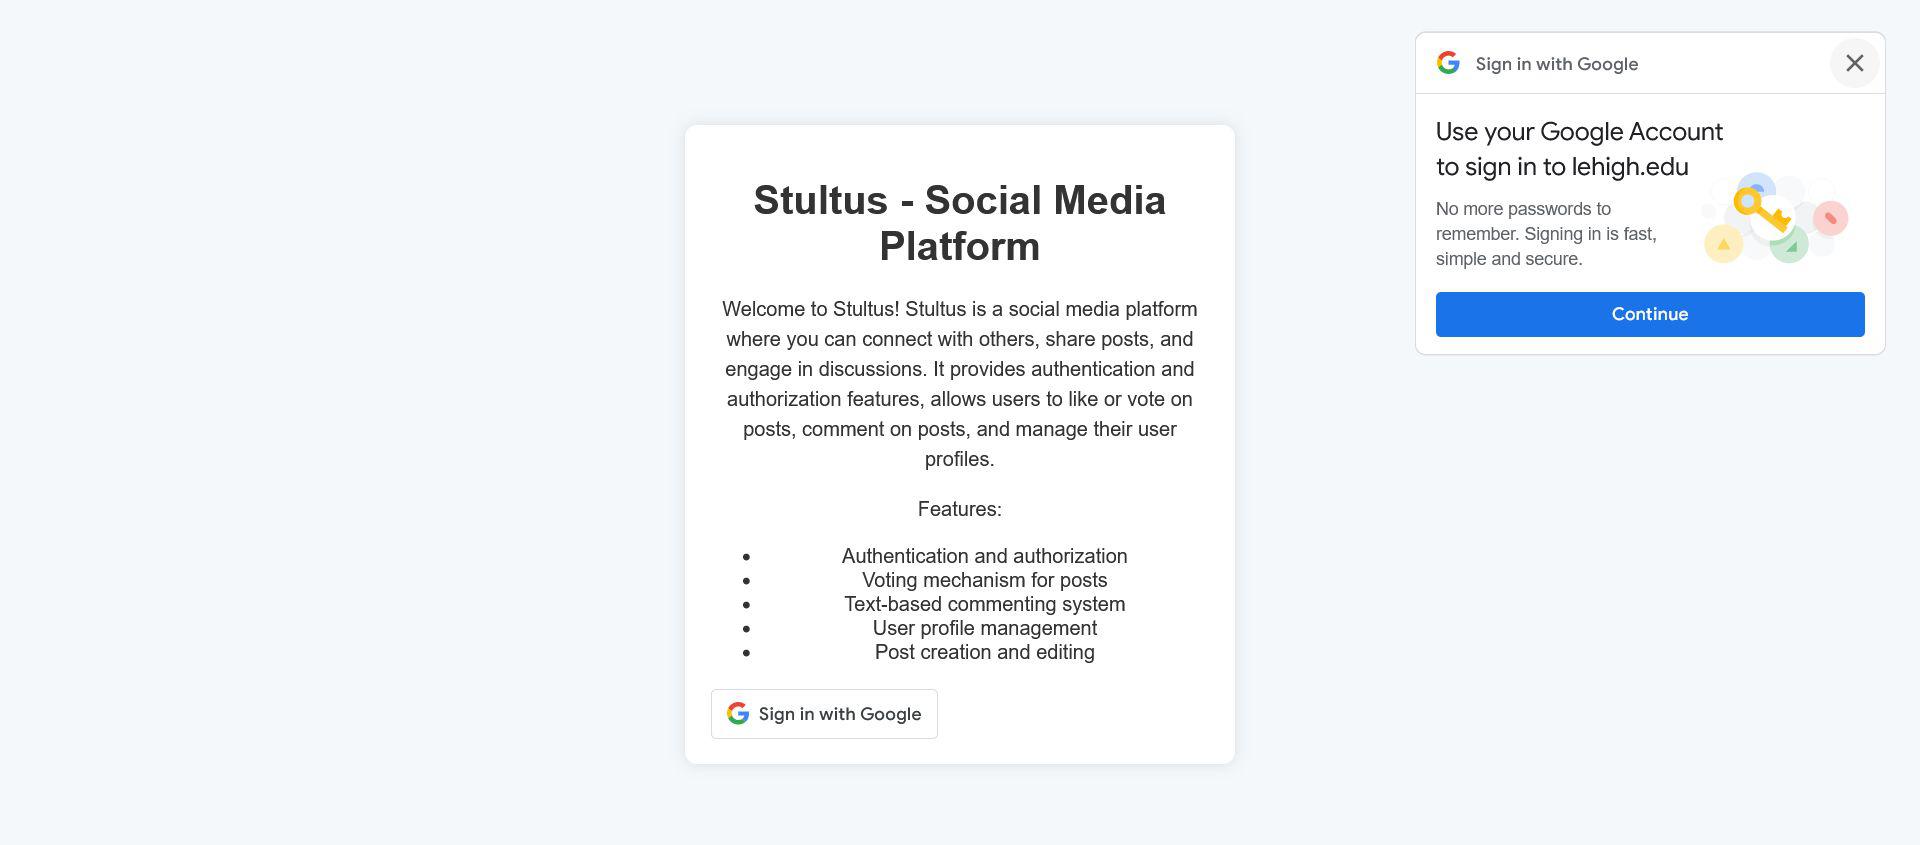 Stultus - Social Media
Platform
Welcome to Stultus! Stultus is a social media platform
where you can connect with others, share posts, and
engage in discussions. It provides authentication and
authorization features, allows users to like or vote on
posts, comment on posts, and manage their user
profiles.
Features:
• Authentication and authorization
• Voting mechanism for posts
• Text-based commenting system
• User profile management
• Post creation and editing
Sign in with Google
Sign in with Google
Use your Google Account
to sign in to lehigh.edu
No more passwords to
remember. Signing in is fast,
simple and secure.
Continue